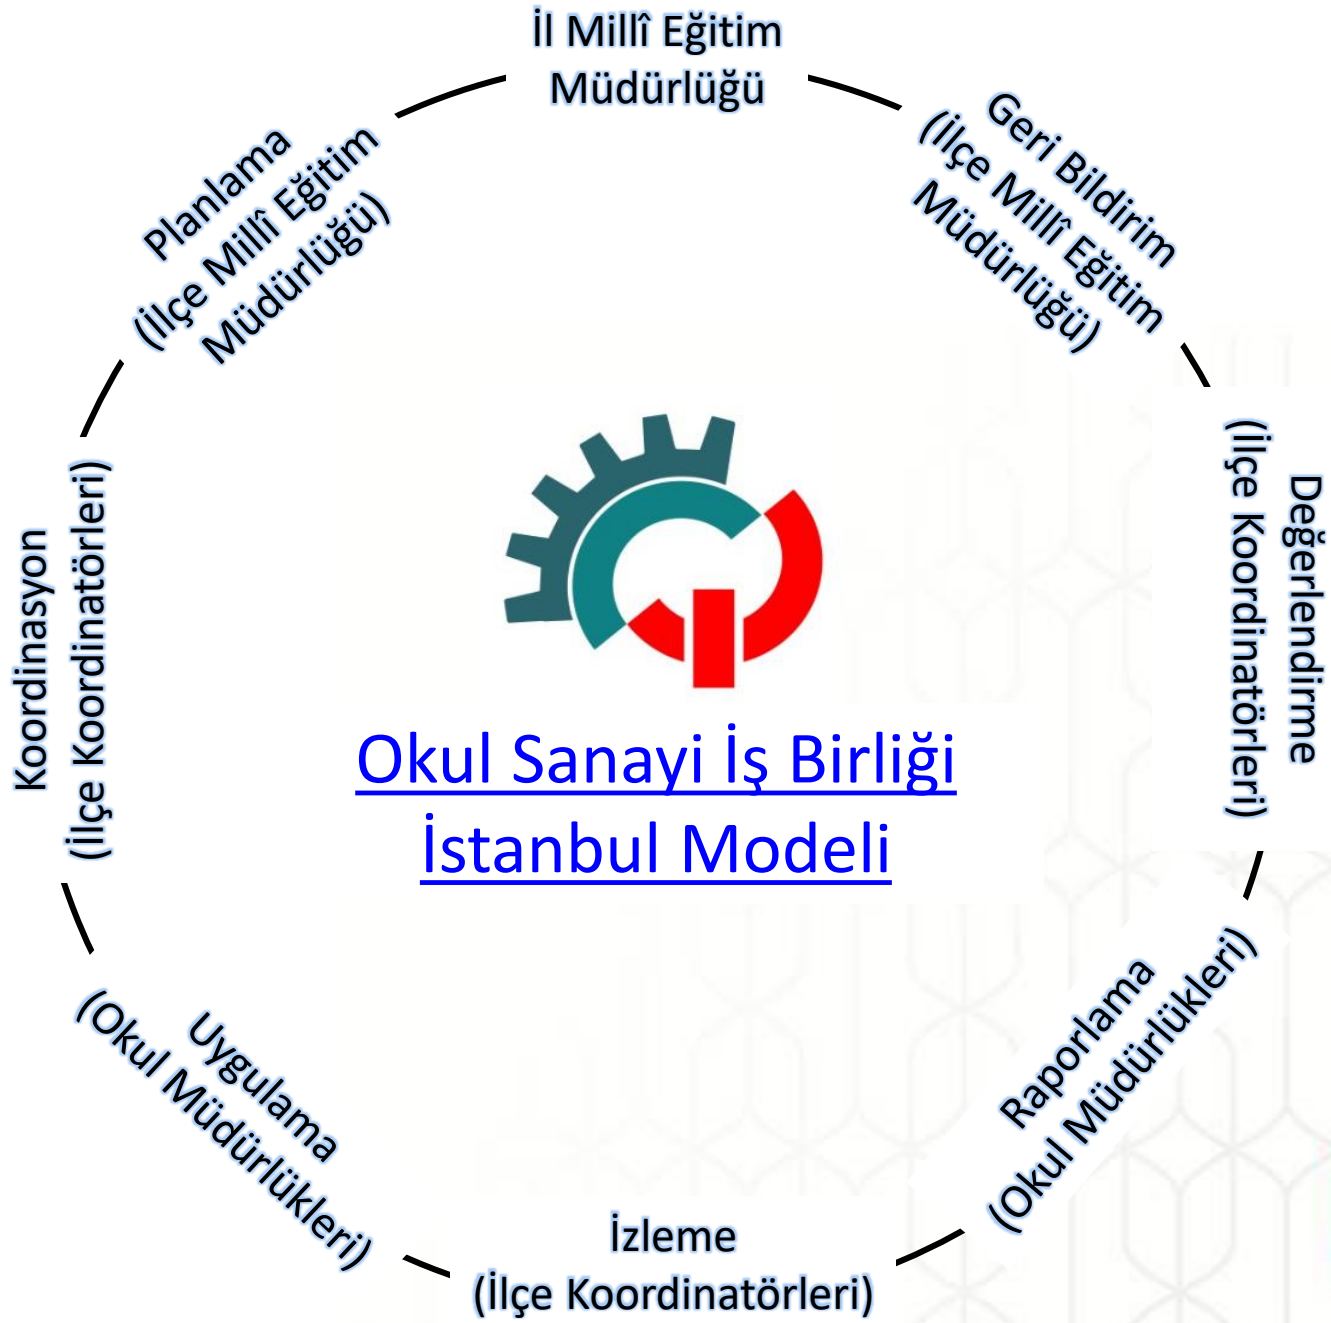 İl Millî Eğitim
Müdürlüğü
Geri Bildirim
(İlçe Millî Eğitim
Müdürlüğü)
Değerlendirme
(İlçe Koordinatörleri)
Raporlama
(Okul Müdürlükleri)
İzleme
(İlçe Koordinatörleri)
Uygulama
(Okul Müdürlükleri)
Koordinasyon
(İlçe Koordinatörleri)
Planlama
(İlçe Millî Eğitim
Müdürlüğü)
Okul Sanayi İş Birliği
İstanbul Modeli